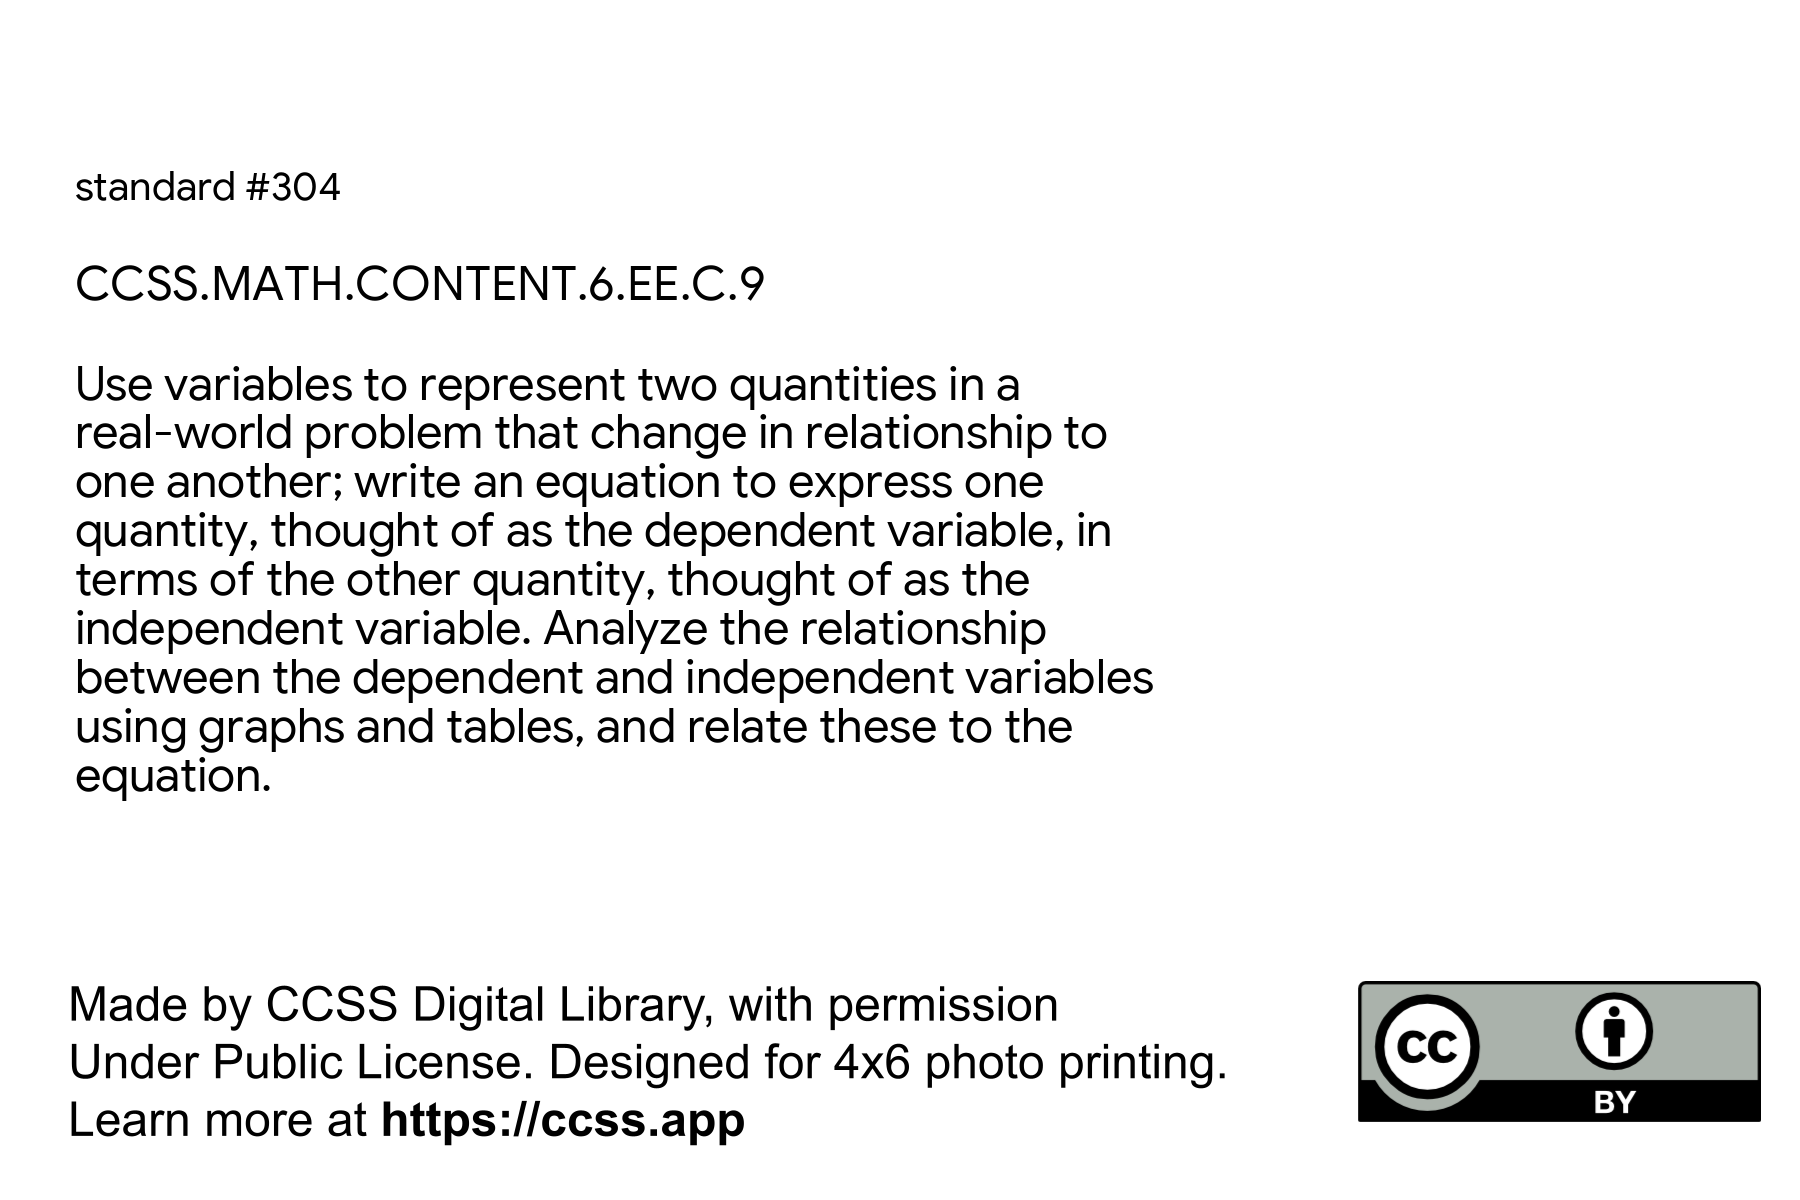 standard #304
CCSS.MATH.CONTENT.6.EE.C.9
Use variables to represent two quantities in a
real-world problem that change in relationship to
one another; write an equation to express one
quantity, thought of as the dependent variable, in
terms of the other quantity, thought of as the
independent variable. Analyze the relationship
between the dependent and independent variables
using graphs and tables, and relate these to the
equation.
Made by CCSS Digital Library, with permission
Under Public License. Designed for 4x6 photo printing.
Learn more at https://ccss.app
cc
BY